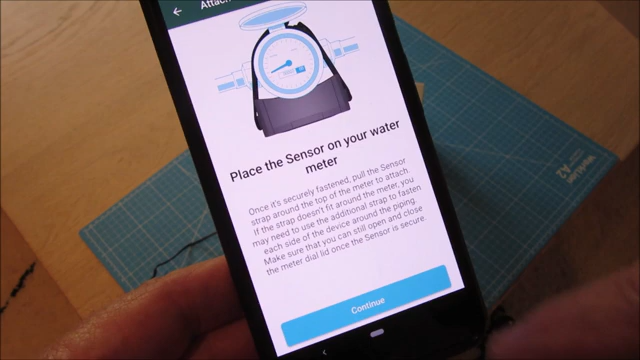 Attach
Place the Sensor on your water
meter
Once it's securely fastened, pull the Sensor
strap around the top of the meter to attach.
If the strap doesn't fit around the meter, you
may need to use the additional strap to fasten
each side of the device around the piping.
Make sure that you can still open and close
the meter dial lid once the Sensor is secure.
Continue
A2